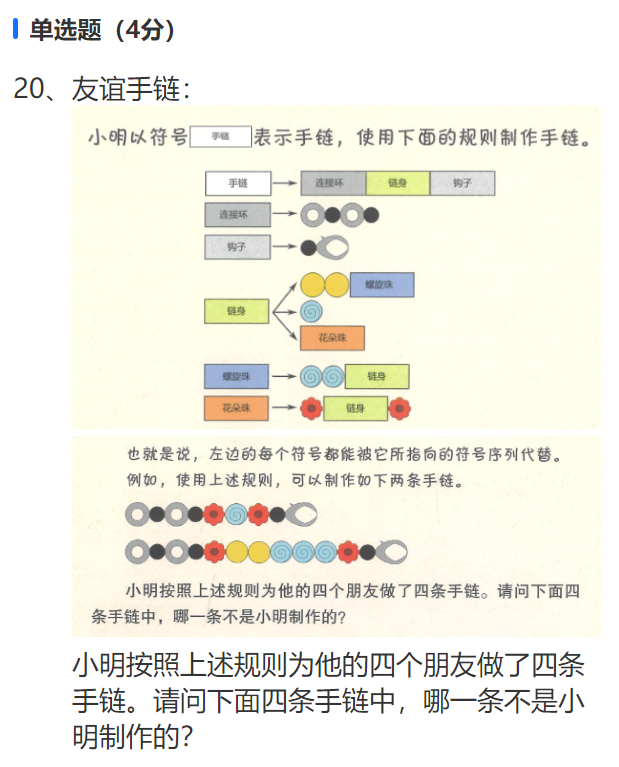 单选题（4分）
20、友谊手链：
小明以符号 手链 表示手链，使用下面的规则制作手链。
手链 连接环 链身 钩子
连接环
钩子
螺旋珠
链身
花朵珠
螺旋珠 链身
花朵珠 链身
也就是说，左边的每个符号都能被它所指向的符号序列代替。
例如，使用上述规则，可以制作如下两条手链。
小明按照上述规则为他的四个朋友做了四条手链。请问下面四
条手链中，哪一条不是小明制作的?
小明按照上述规则为他的四个朋友做了四条
手链。请问下面四条手链中，哪一条不是小
明制作的?